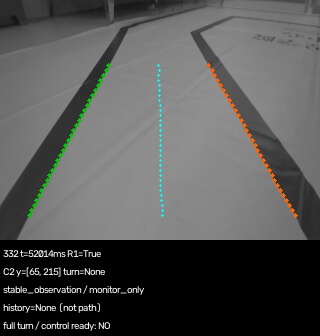 332 t=52014ms R1=True
C2 y=[65, 215] turn=None
stable_observation / monitor_only
history=None (not path)
full turn / control ready: NO